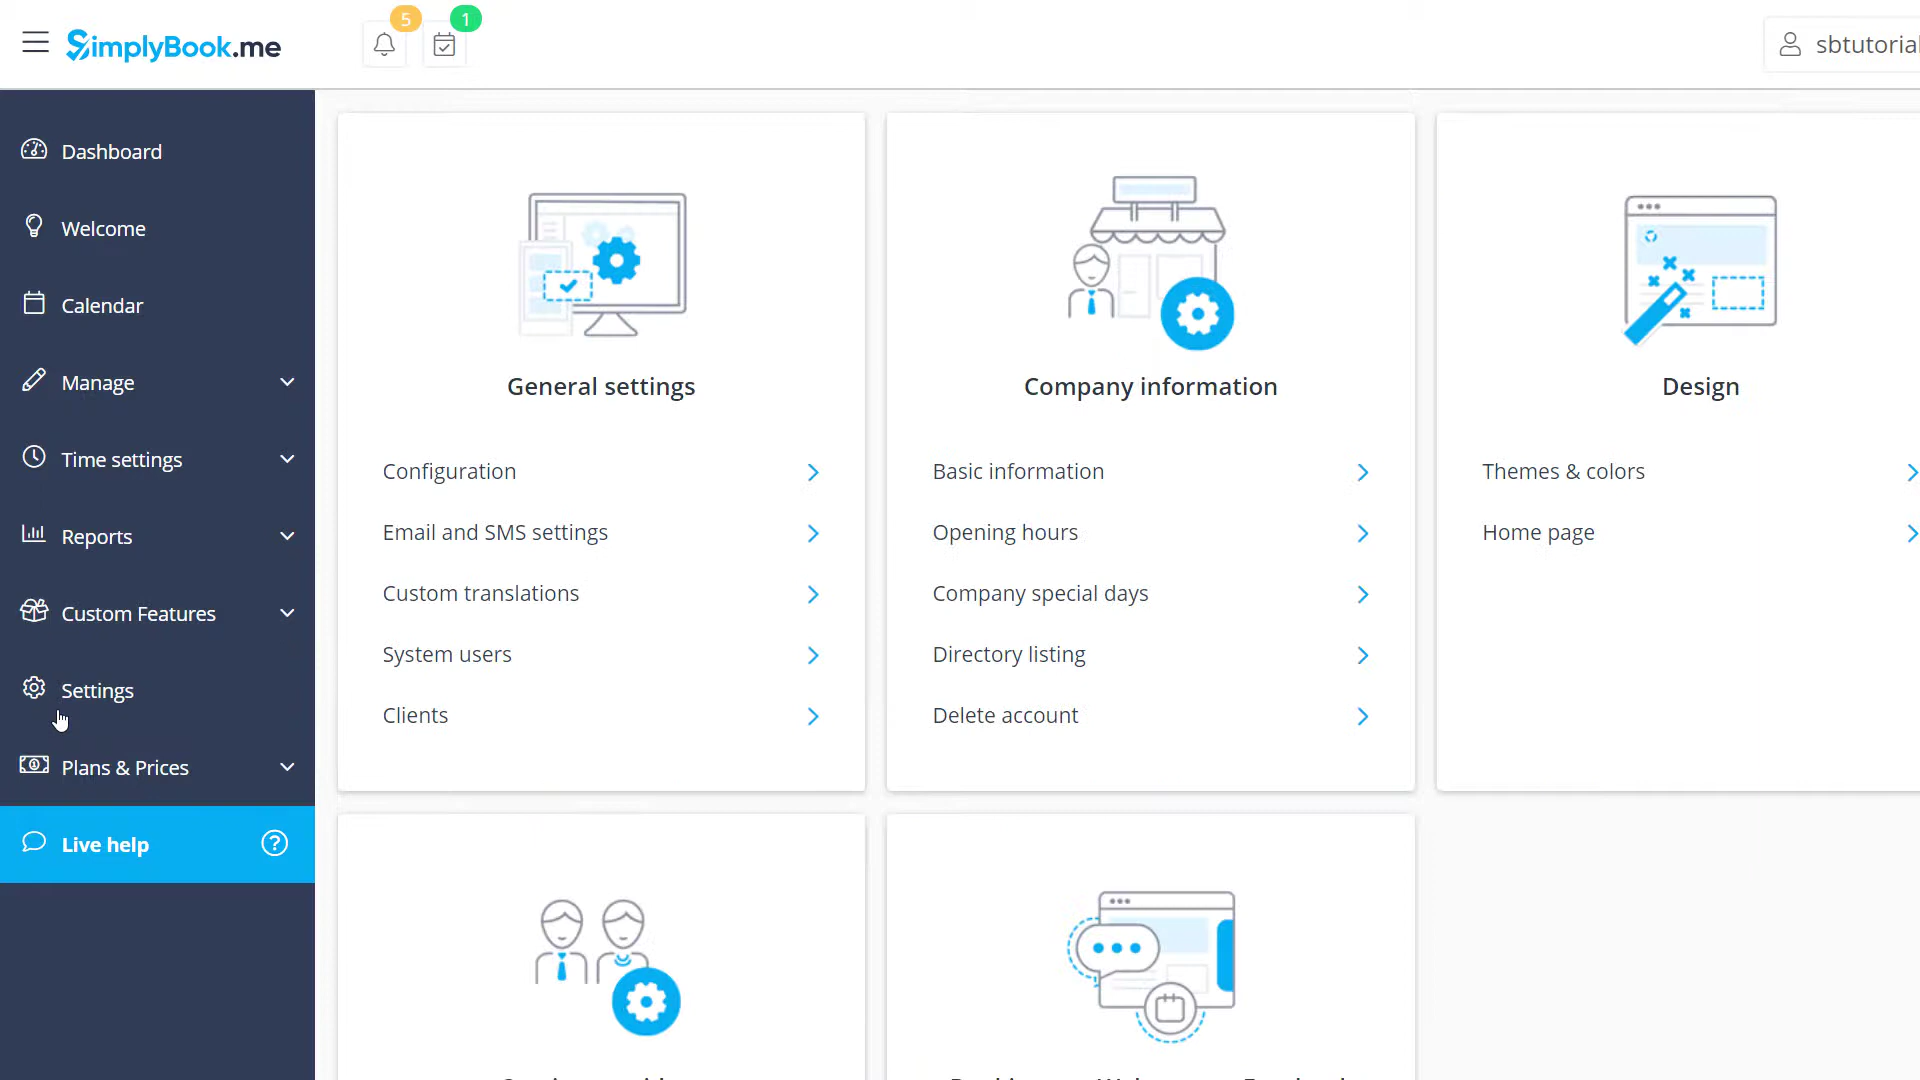 SimplyBook.me
5
1
Dashboard
Welcome
Calendar
Manage
Time settings
Reports
Custom Features
Settings
Plans & Prices
Live help
?
General settings
Configuration
Email and SMS settings
Custom translations
System users
Clients
Company information
Basic information
Opening hours
Company special days
Directory listing
Delete account
Design
Themes & colors
Home page